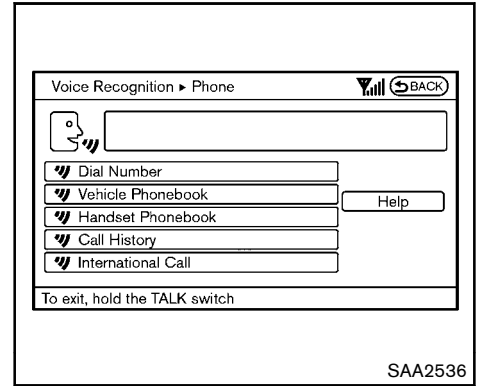 Voice Recognition ▸ Phone BACK
Dial Number
Vehicle Phonebook
Help
Handset Phonebook
Call History
International Call
To exit, hold the TALK switch
SAA2536